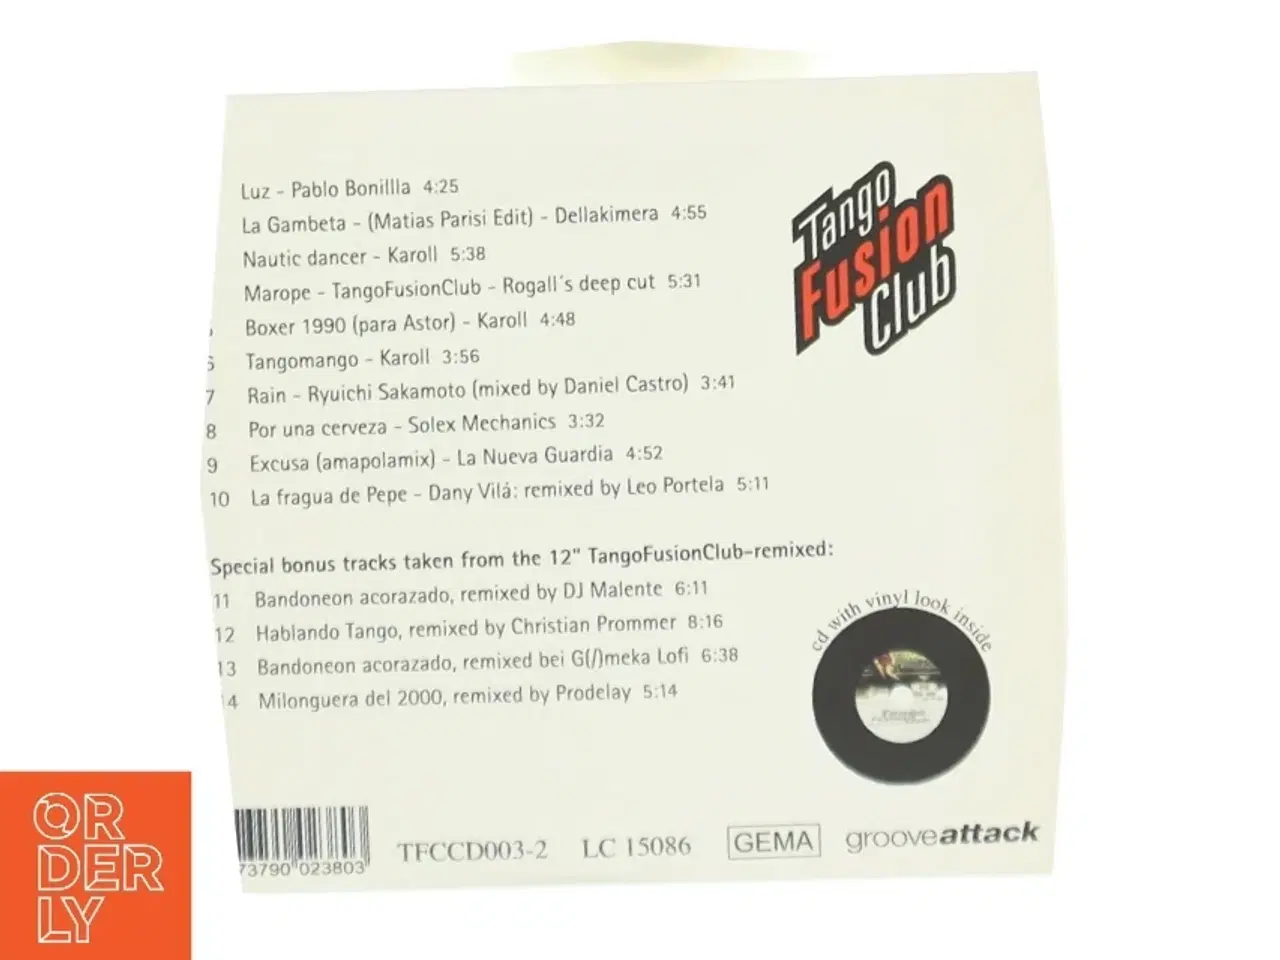 Luz - Pablo Bonillla 4:25
La Gambeta - (Matias Parisi Edit) - Dellakimera 4:55
Nautic dancer - Karoll 5:38
Marope - TangoFusionClub - Rogall´s deep cut 5:31
Boxer 1990 (para Astor) - Karoll 4:48
6 Tangomango - Karoll 3:56
7 Rain - Ryuichi Sakamoto (mixed by Daniel Castro) 3:41
8 Por una cerveza - Solex Mechanics 3:32
9 Excusa (amapolamix) - La Nueva Guardia 4:52
10 La fragua de Pepe - Dany Vilá: remixed by Leo Portela 5:11
Special bonus tracks taken from the 12" TangoFusionClub-remixed:
11 Bandoneon acorazado, remixed by DJ Malente 6:11
12 Hablando Tango, remixed by Christian Prommer 8:16
13 Bandoneon acorazado, remixed bei G(/)meka Lofi 6:38
14 Milonguera del 2000, remixed by Prodelay 5:14
Tango
Fusion
Club
cd with vinyl look inside
73790 023803
TFCCD003-2 LC 15086 GEMA grooveattack
OR
DER
LY